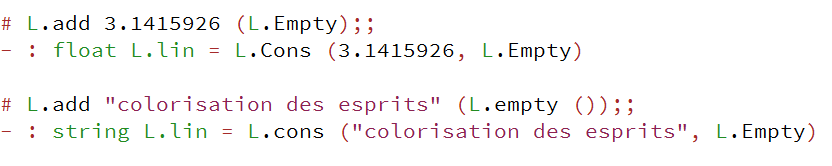 # L.add 3.1415926 (L.Empty);;
- : float L.lin = L.Cons (3.1415926, L.Empty)
# L.add "colorisation des esprits" (L.empty ());;
- : string L.lin = L.cons ("colorisation des esprits", L.Empty)